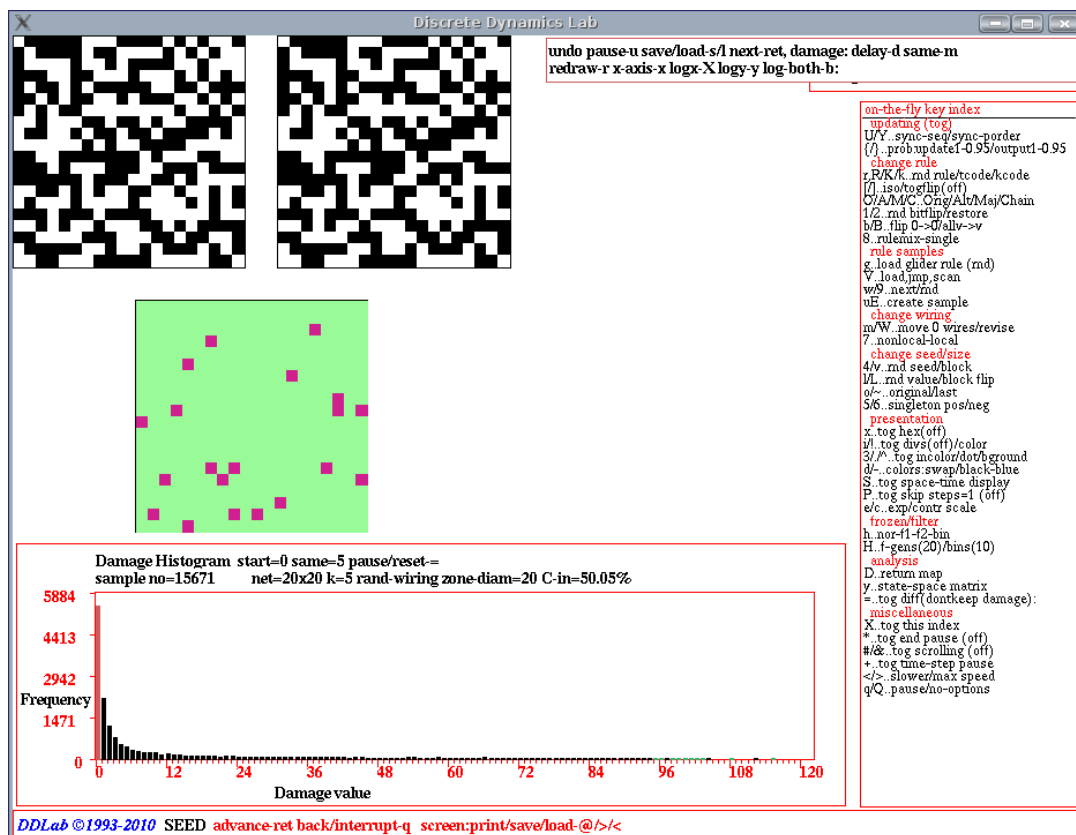 Discrete Dynamics Lab
undo pause-u save/load-s/l next-ret, damage: delay-d same-m
redraw-r x-axis-x logx-X logy-y log-both-b:
on-the-fly key index
updating (tog)
U/Y..sync-seq/sync-porder
{/}..prob:update1-0.95/output1-0.95
change rule
r,R/K/k..rnd rule/tcode/kcode
[/]..iso/togflip(off)
O/A/M/C..Orig/Alt/Maj/Chain
1/2..rnd bitflip/restore
b/B..flip 0->0/allv->v
8..rulemix-single
rule samples
g..load glider rule (rnd)
V..load,jmp,scan
w/9..next/rnd
uE..create sample
change wiring
m/W..move 0 wires/revise
7..nonlocal-local
change seed/size
4/v..rnd seed/block
l/L..rnd value/block flip
o/~..original/last
5/6..singleton pos/neg
presentation
x..tog hex(off)
i/!..tog divs(off)/color
3/./^..tog incolor/dot/bground
d/-..colors:swap/black-blue
S..tog space-time display
P..tog skip steps=1 (off)
e/c..exp/contr scale
frozen/filter
h..nor-f1-f2-bin
H..f-gens(20)/bins(10)
analysis
D..return map
y..state-space matrix
=..tog diff(dontkeep damage):
miscellaneous
X..tog this index
*..tog end pause (off)
#/&..tog scrolling (off)
+..tog time-step pause
</>..slower/max speed
q/Q..pause/no-options
Damage Histogram start=0 same=5 pause/reset-=
sample no=15671 net=20x20 k=5 rand-wiring zone-diam=20 C-in=50.05%
5884
4413
2942
Frequency
1471
0
0 12 24 36 48 60 72 84 96 108 120
Damage value
DDLab ©1993-2010 SEED advance-ret back/interrupt-q screen:print/save/load-@/>/<